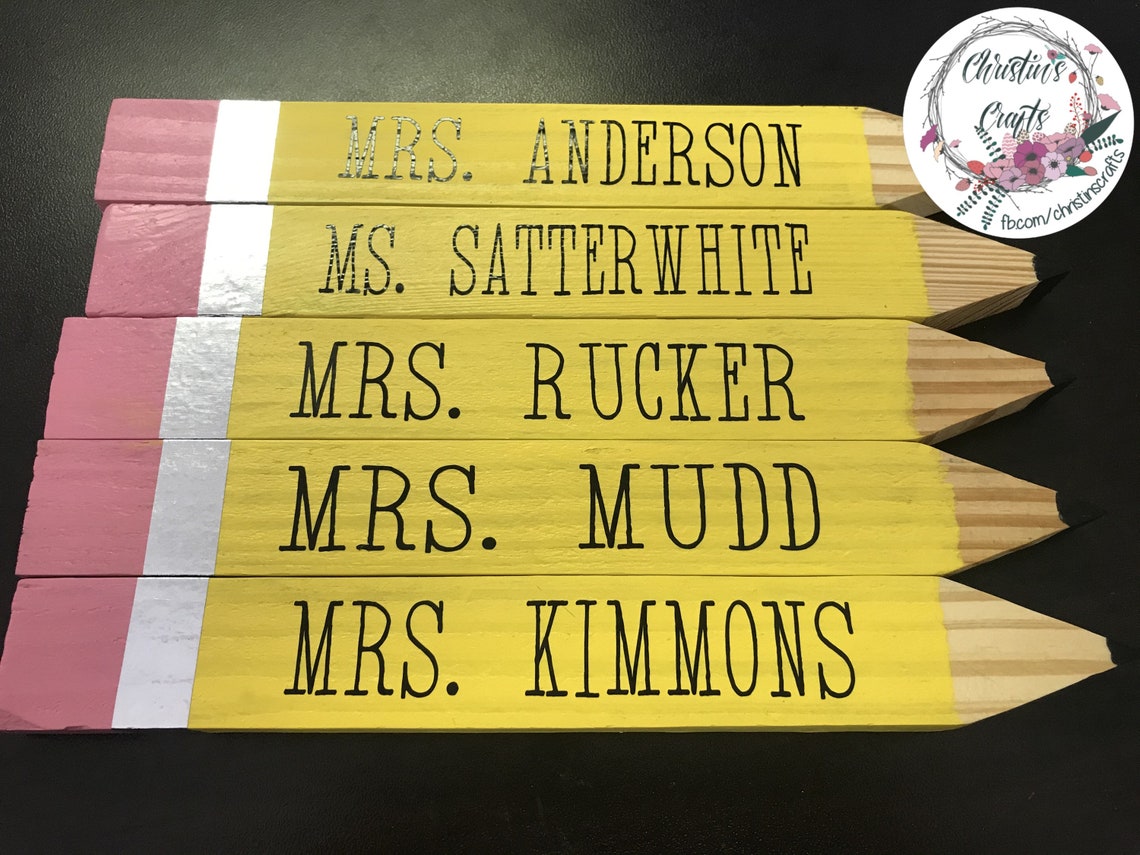 Christin's
Crafts
fb.com/christinscrafts
MRS. ANDERSON
MS. SATTERWHITE
MRS. RUCKER
MRS. MUDD
MRS. KIMMONS